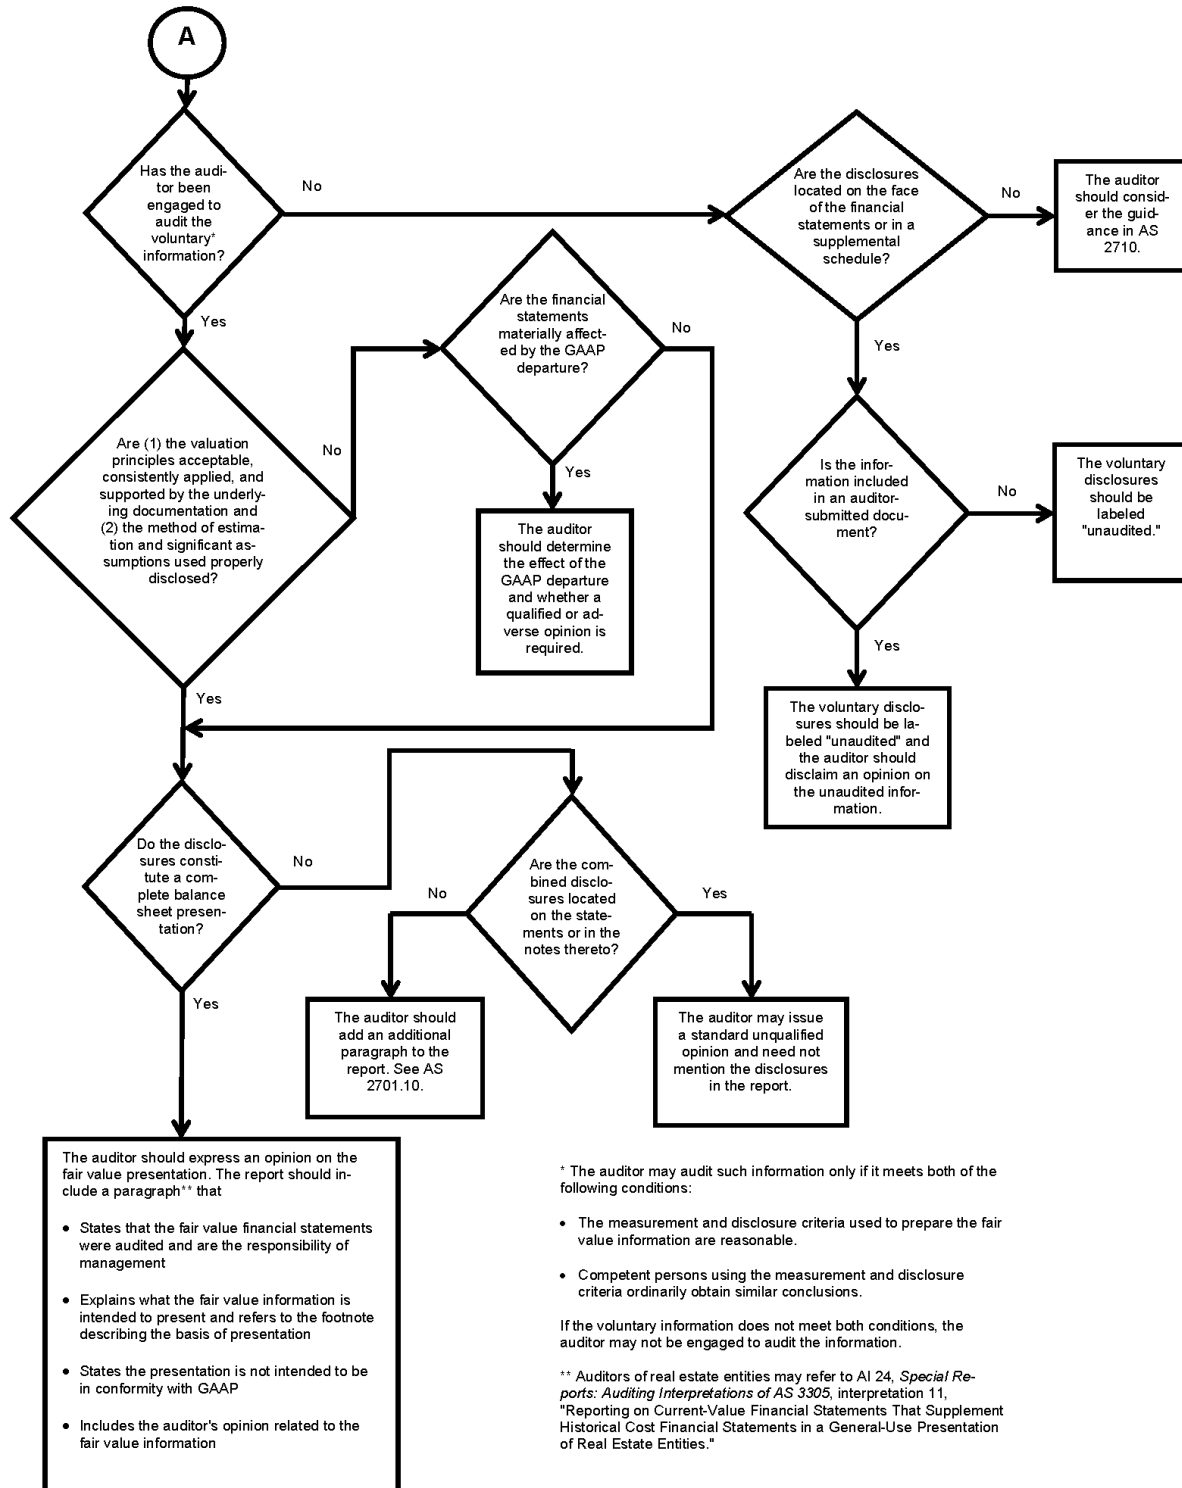 A
Has the audi-
tor been
engaged to
audit the
voluntary*
information?
No
Yes
Are the disclosures
located on the face
of the financial
statements or in a
supplemental
schedule?
No
The auditor
should consid-
er the guid-
ance in AS
2710.
Yes
Are the financial
statements
materially affect-
ed by the GAAP
departure?
No
Yes
Are (1) the valuation
principles acceptable,
consistently applied, and
supported by the underly-
ing documentation and
(2) the method of estima-
tion and significant as-
sumptions used properly
disclosed?
No
Yes
The auditor
should determine
the effect of the
GAAP departure
and whether a
qualified or ad-
verse opinion is
required.
Is the infor-
mation included
in an auditor-
submitted docu-
ment?
No
The voluntary
disclosures
should be
labeled
"unaudited."
Yes
The voluntary disclo-
sures should be la-
beled "unaudited" and
the auditor should
disclaim an opinion on
the unaudited infor-
mation.
Do the disclo-
sures consti-
tute a com-
plete balance
sheet presen-
tation?
No
Yes
Are the com-
bined disclo-
sures located
on the state-
ments or in the
notes thereto?
No
Yes
The auditor should
add an additional
paragraph to the
report. See AS
2701.10.
The auditor may issue
a standard unqualified
opinion and need not
mention the disclosures
in the report.
The auditor should express an opinion on the
fair value presentation. The report should in-
clude a paragraph** that
• States that the fair value financial statements
were audited and are the responsibility of
management
• Explains what the fair value information is
intended to present and refers to the footnote
describing the basis of presentation
• States the presentation is not intended to be
in conformity with GAAP
• Includes the auditor's opinion related to the
fair value information
* The auditor may audit such information only if it meets both of the
following conditions:
• The measurement and disclosure criteria used to prepare the fair
value information are reasonable.
• Competent persons using the measurement and disclosure
criteria ordinarily obtain similar conclusions.
If the voluntary information does not meet both conditions, the
auditor may not be engaged to audit the information.
** Auditors of real estate entities may refer to AI 24, Special Re-
ports: Auditing Interpretations of AS 3305, interpretation 11,
"Reporting on Current-Value Financial Statements That Supplement
Historical Cost Financial Statements in a General-Use Presentation
of Real Estate Entities."